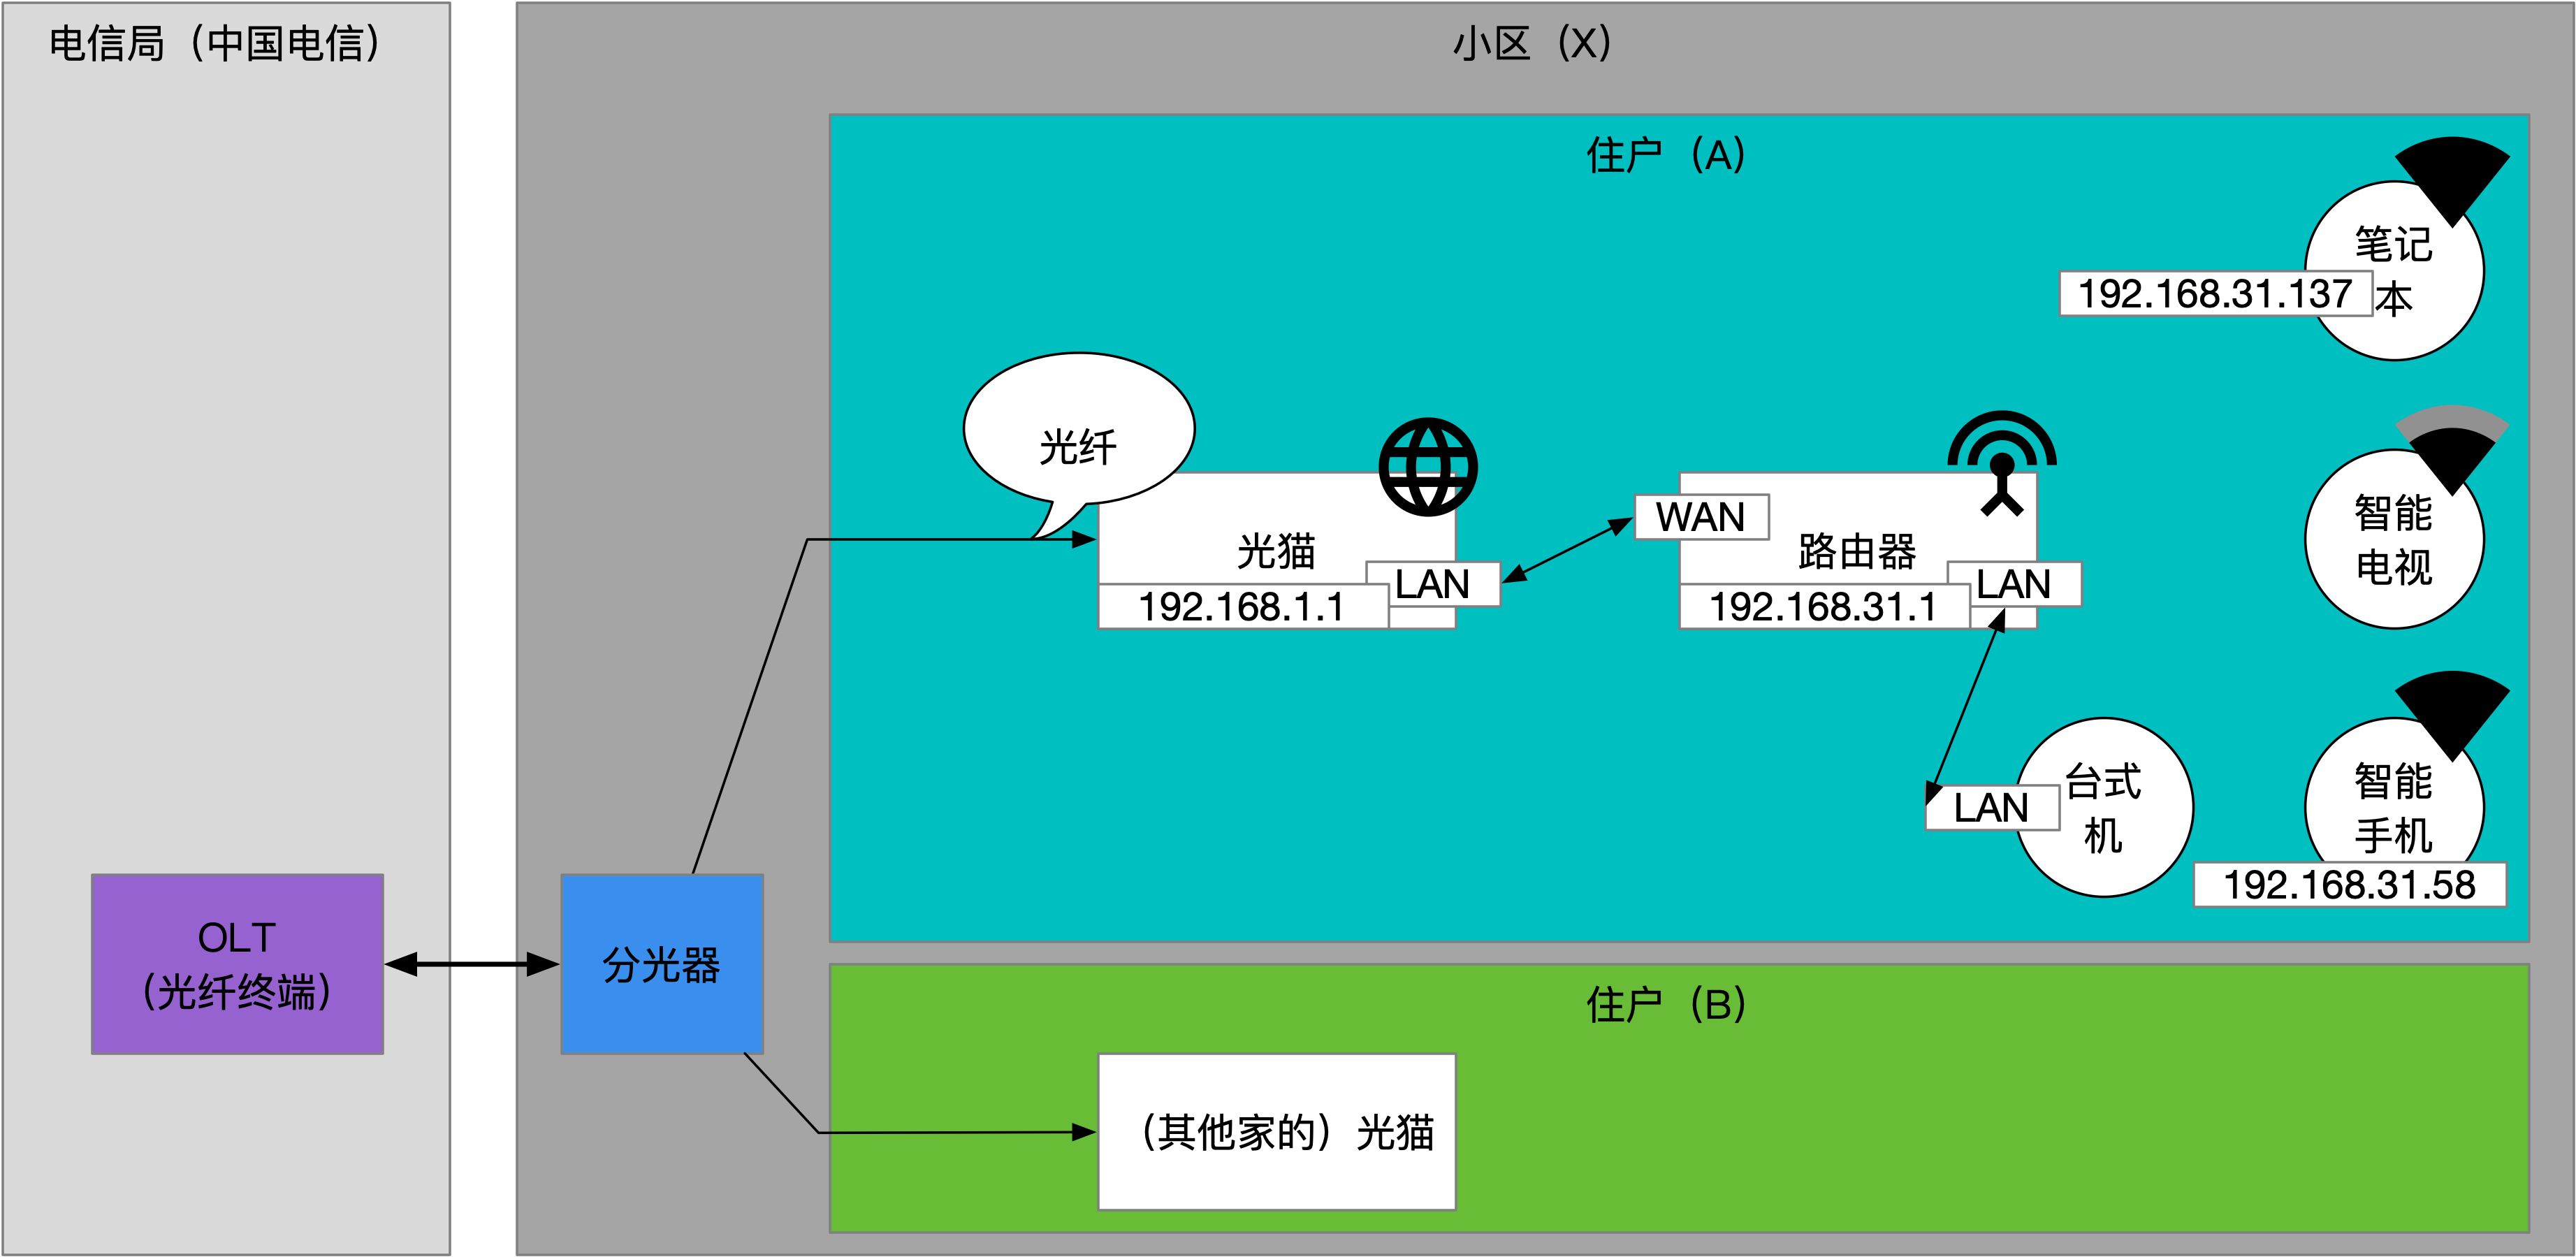 电信局（中国电信）
小区（X）
住户（A）
笔记
本
192.168.31.137
光纤
光猫
LAN
192.168.1.1
WAN
路由器
LAN
192.168.31.1
智能
电视
台式
机
LAN
智能
手机
192.168.31.58
OLT
（光纤终端）
分光器
住户（B）
（其他家的）光猫